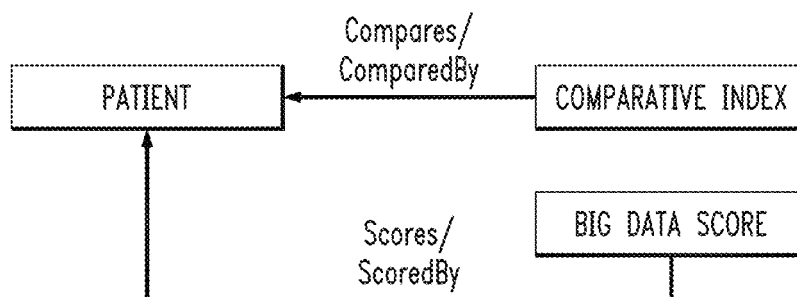 Compares/
ComparedBy
PATIENT
COMPARATIVE INDEX
BIG DATA SCORE
Scores/
ScoredBy